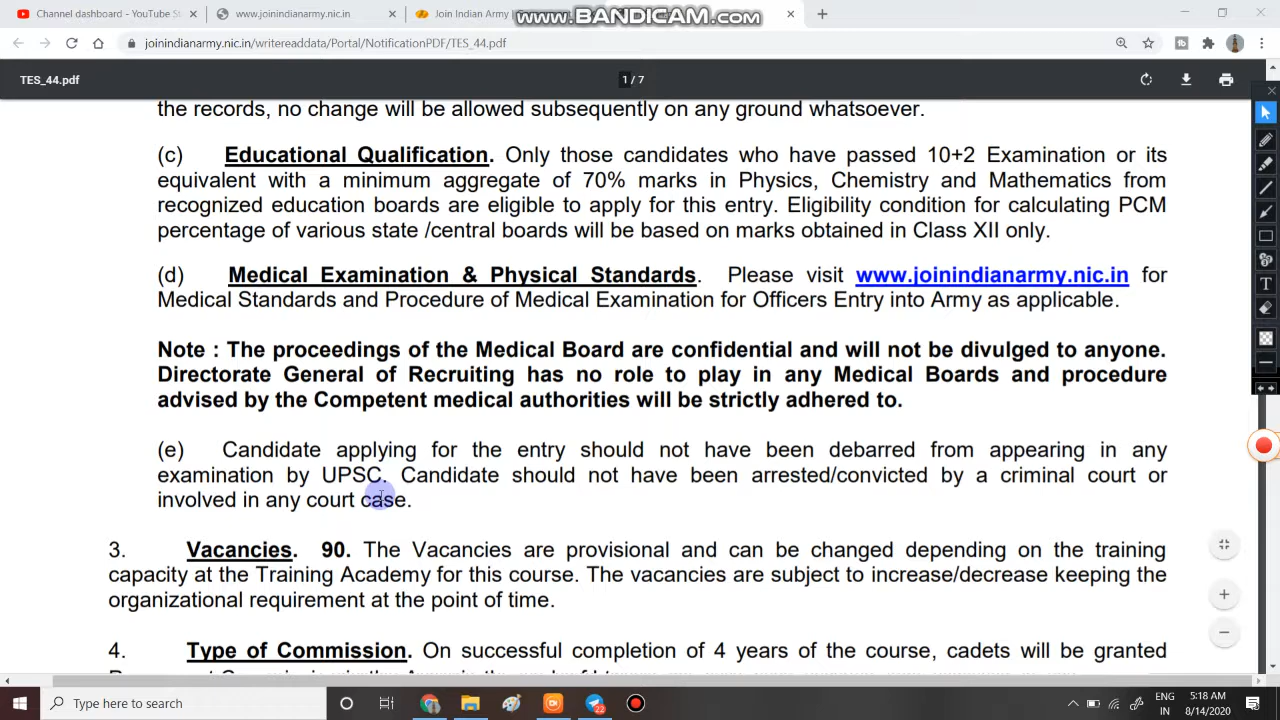 Channel dashboard - YouTube St
www.joinindianarmy.nic.in
Join Indian Army
www.BANDICAM.com
joinindianarmy.nic.in/writereaddata/Portal/NotificationPDF/TES_44.pdf
TES_44.pdf
1 / 7
the records, no change will be allowed subsequently on any ground whatsoever.
(c) Educational Qualification. Only those candidates who have passed 10+2 Examination or its
equivalent with a minimum aggregate of 70% marks in Physics, Chemistry and Mathematics from
recognized education boards are eligible to apply for this entry. Eligibility condition for calculating PCM
percentage of various state /central boards will be based on marks obtained in Class XII only.
(d) Medical Examination & Physical Standards. Please visit www.joinindianarmy.nic.in for
Medical Standards and Procedure of Medical Examination for Officers Entry into Army as applicable.
Note : The proceedings of the Medical Board are confidential and will not be divulged to anyone.
Directorate General of Recruiting has no role to play in any Medical Boards and procedure
advised by the Competent medical authorities will be strictly adhered to.
(e) Candidate applying for the entry should not have been debarred from appearing in any
examination by UPSC. Candidate should not have been arrested/convicted by a criminal court or
involved in any court case.
3. Vacancies. 90. The Vacancies are provisional and can be changed depending on the training
capacity at the Training Academy for this course. The vacancies are subject to increase/decrease keeping the
organizational requirement at the point of time.
4. Type of Commission. On successful completion of 4 years of the course, cadets will be granted
Type here to search
22
ENG
IN
5:18 AM
8/14/2020